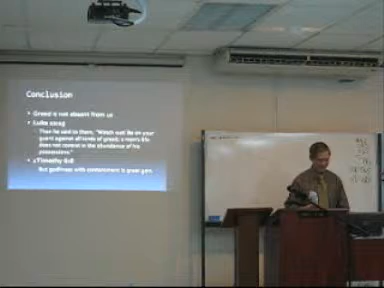 Conclusion
• Greed is not absent from us
• Luke 12:15
– Then he said to them, "Watch out! Be on your
guard against all kinds of greed; a man's life
does not consist in the abundance of his
possessions."
• 1Timothy 6:6
But godliness with contentment is great gain.